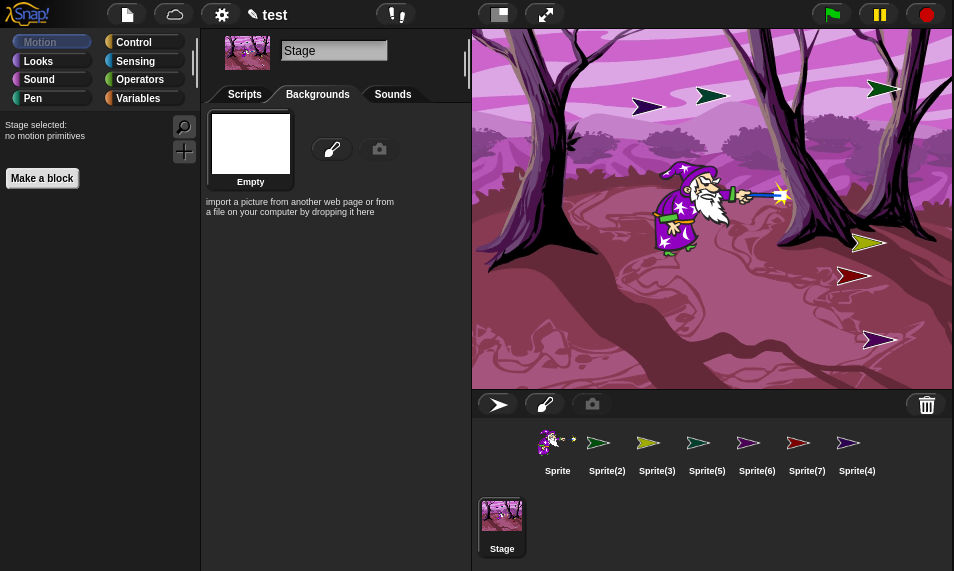 Snap!
✎ test
Motion
Control
Looks
Sensing
Sound
Operators
Pen
Variables
Stage selected:
no motion primitives
Make a block
Stage
Scripts
Backgrounds
Sounds
Empty
import a picture from another web page or from
a file on your computer by dropping it here
Sprite
Sprite(2)
Sprite(3)
Sprite(5)
Sprite(6)
Sprite(7)
Sprite(4)
Stage